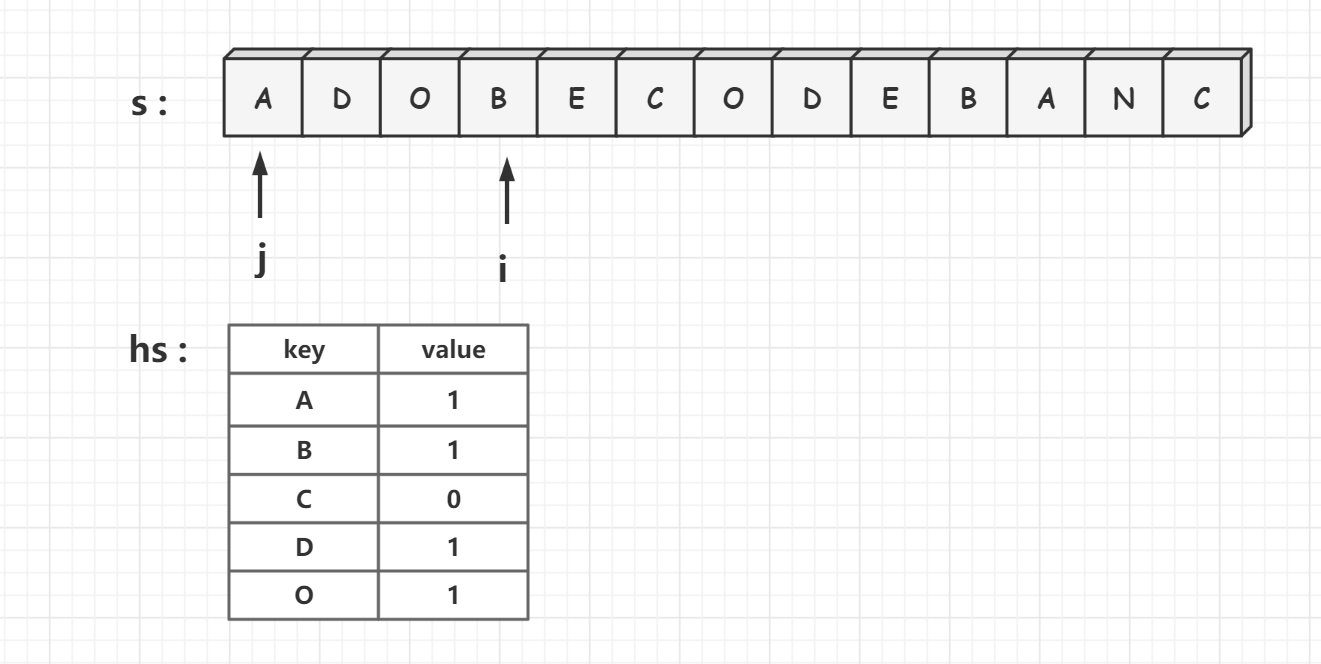 s : A D O B E C O D E B A N C
j i
hs : key value
A 1
B 1
C 0
D 1
O 1